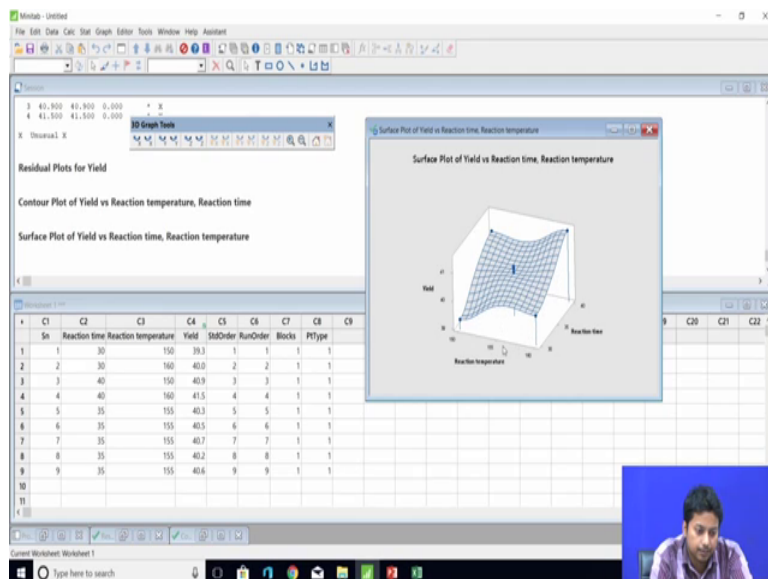 Minitab - Untitled
File Edit Data Calc Stat Graph Editor Tools Window Help Assistant
Session
3 40.900 40.900 0.000 * X
4 41.500 41.500 0.000
X Unusual X
3D Graph Tools
Residual Plots for Yield
Contour Plot of Yield vs Reaction temperature, Reaction time
Surface Plot of Yield vs Reaction time, Reaction temperature
Surface Plot of Yield vs Reaction time, Reaction temperature
Surface Plot of Yield vs Reaction time, Reaction temperature
Yield
Reaction time
Reaction temperature
Worksheet 1 ***
C1 C2 C3 C4 C5 C6 C7 C8 C9 C20 C21 C22
Sn Reaction time Reaction temperature Yield StdOrder RunOrder Blocks PtType
1 1 30 150 39.3 1 1 1 1
2 2 30 160 40.0 2 2 1 1
3 3 40 150 40.9 3 3 1 1
4 4 40 160 41.5 4 4 1 1
5 5 35 155 40.3 5 5 1 1
6 6 35 155 40.5 6 6 1 1
7 7 35 155 40.7 7 7 1 1
8 8 35 155 40.2 8 8 1 1
9 9 35 155 40.6 9 9 1 1
10
11
Current Worksheet: Worksheet 1
Type here to search